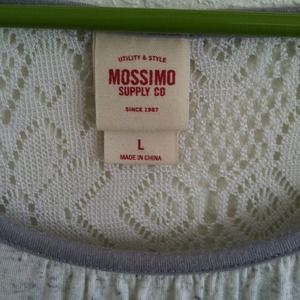 UTILITY & STYLE
MOSSIMO
SUPPLY CO
SINCE 1987
L
MADE IN CHINA